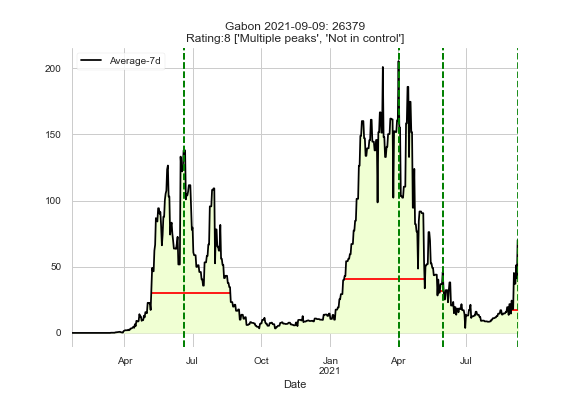 Gabon 2021-09-09: 26379
Rating:8 ['Multiple peaks', 'Not in control']
Average-7d
200
150
100
50
0
Apr Jul Oct Jan Apr Jul
2021
Date